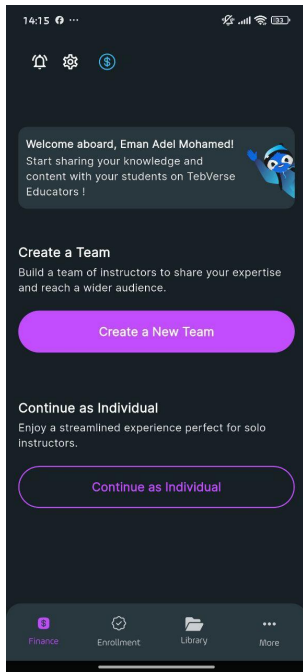 14:15
Welcome aboard, Eman Adel Mohamed!
Start sharing your knowledge and
content with your students on TebVerse
Educators !
Create a Team
Build a team of instructors to share your expertise
and reach a wider audience.
Create a New Team
Continue as Individual
Enjoy a streamlined experience perfect for solo
instructors.
Continue as Individual
Finance Enrollment Library More